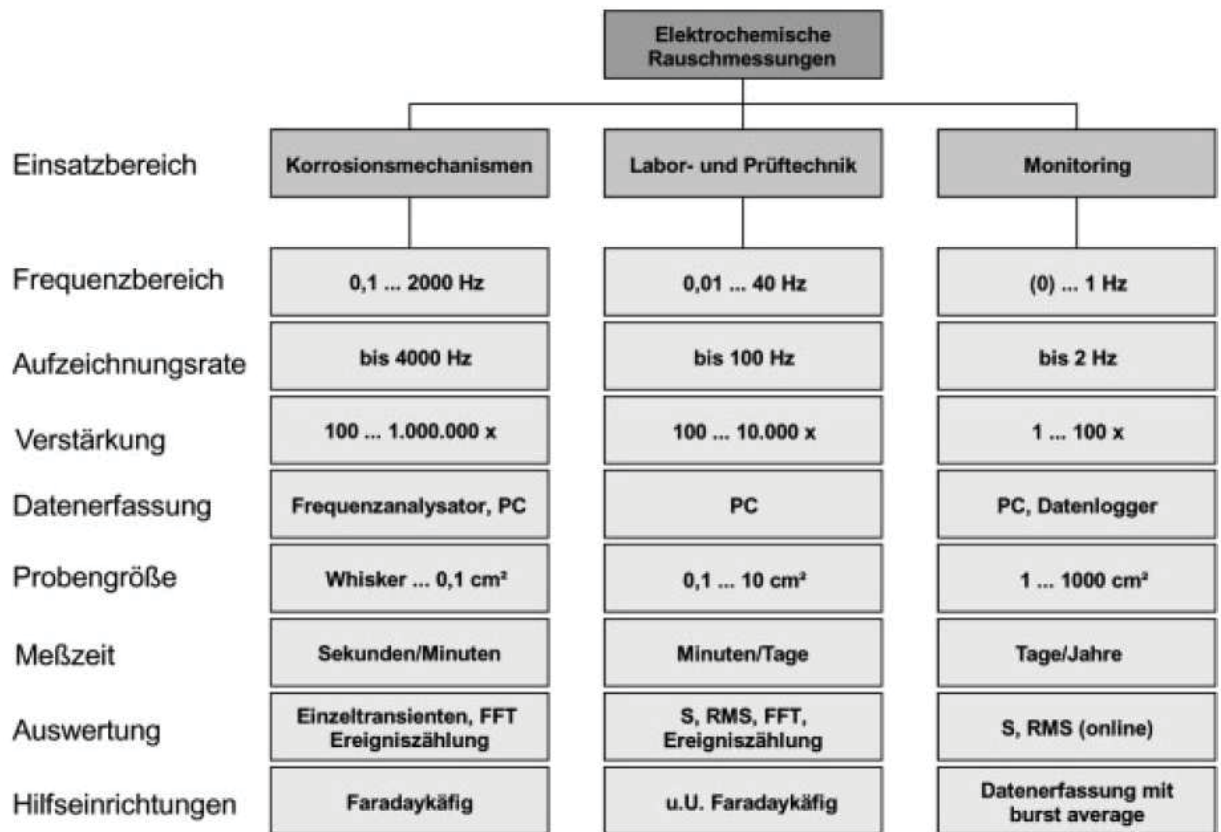 Elektrochemische
Rauschmessungen
Einsatzbereich
Korrosionsmechanismen
Labor- und Prüftechnik
Monitoring
Frequenzbereich
0,1 ... 2000 Hz
0,01 ... 40 Hz
(0) ... 1 Hz
Aufzeichnungsrate
bis 4000 Hz
bis 100 Hz
bis 2 Hz
Verstärkung
100 ... 1.000.000 x
100 ... 10.000 x
1 ... 100 x
Datenerfassung
Frequenzanalysator, PC
PC
PC, Datenlogger
Probengröße
Whisker ... 0,1 cm²
0,1 ... 10 cm²
1 ... 1000 cm²
Meßzeit
Sekunden/Minuten
Minuten/Tage
Tage/Jahre
Auswertung
Einzeltransienten, FFT
Ereigniszählung
S, RMS, FFT,
Ereigniszählung
S, RMS (online)
Hilfseinrichtungen
Faradaykäfig
u.U. Faradaykäfig
Datenerfassung mit
burst average